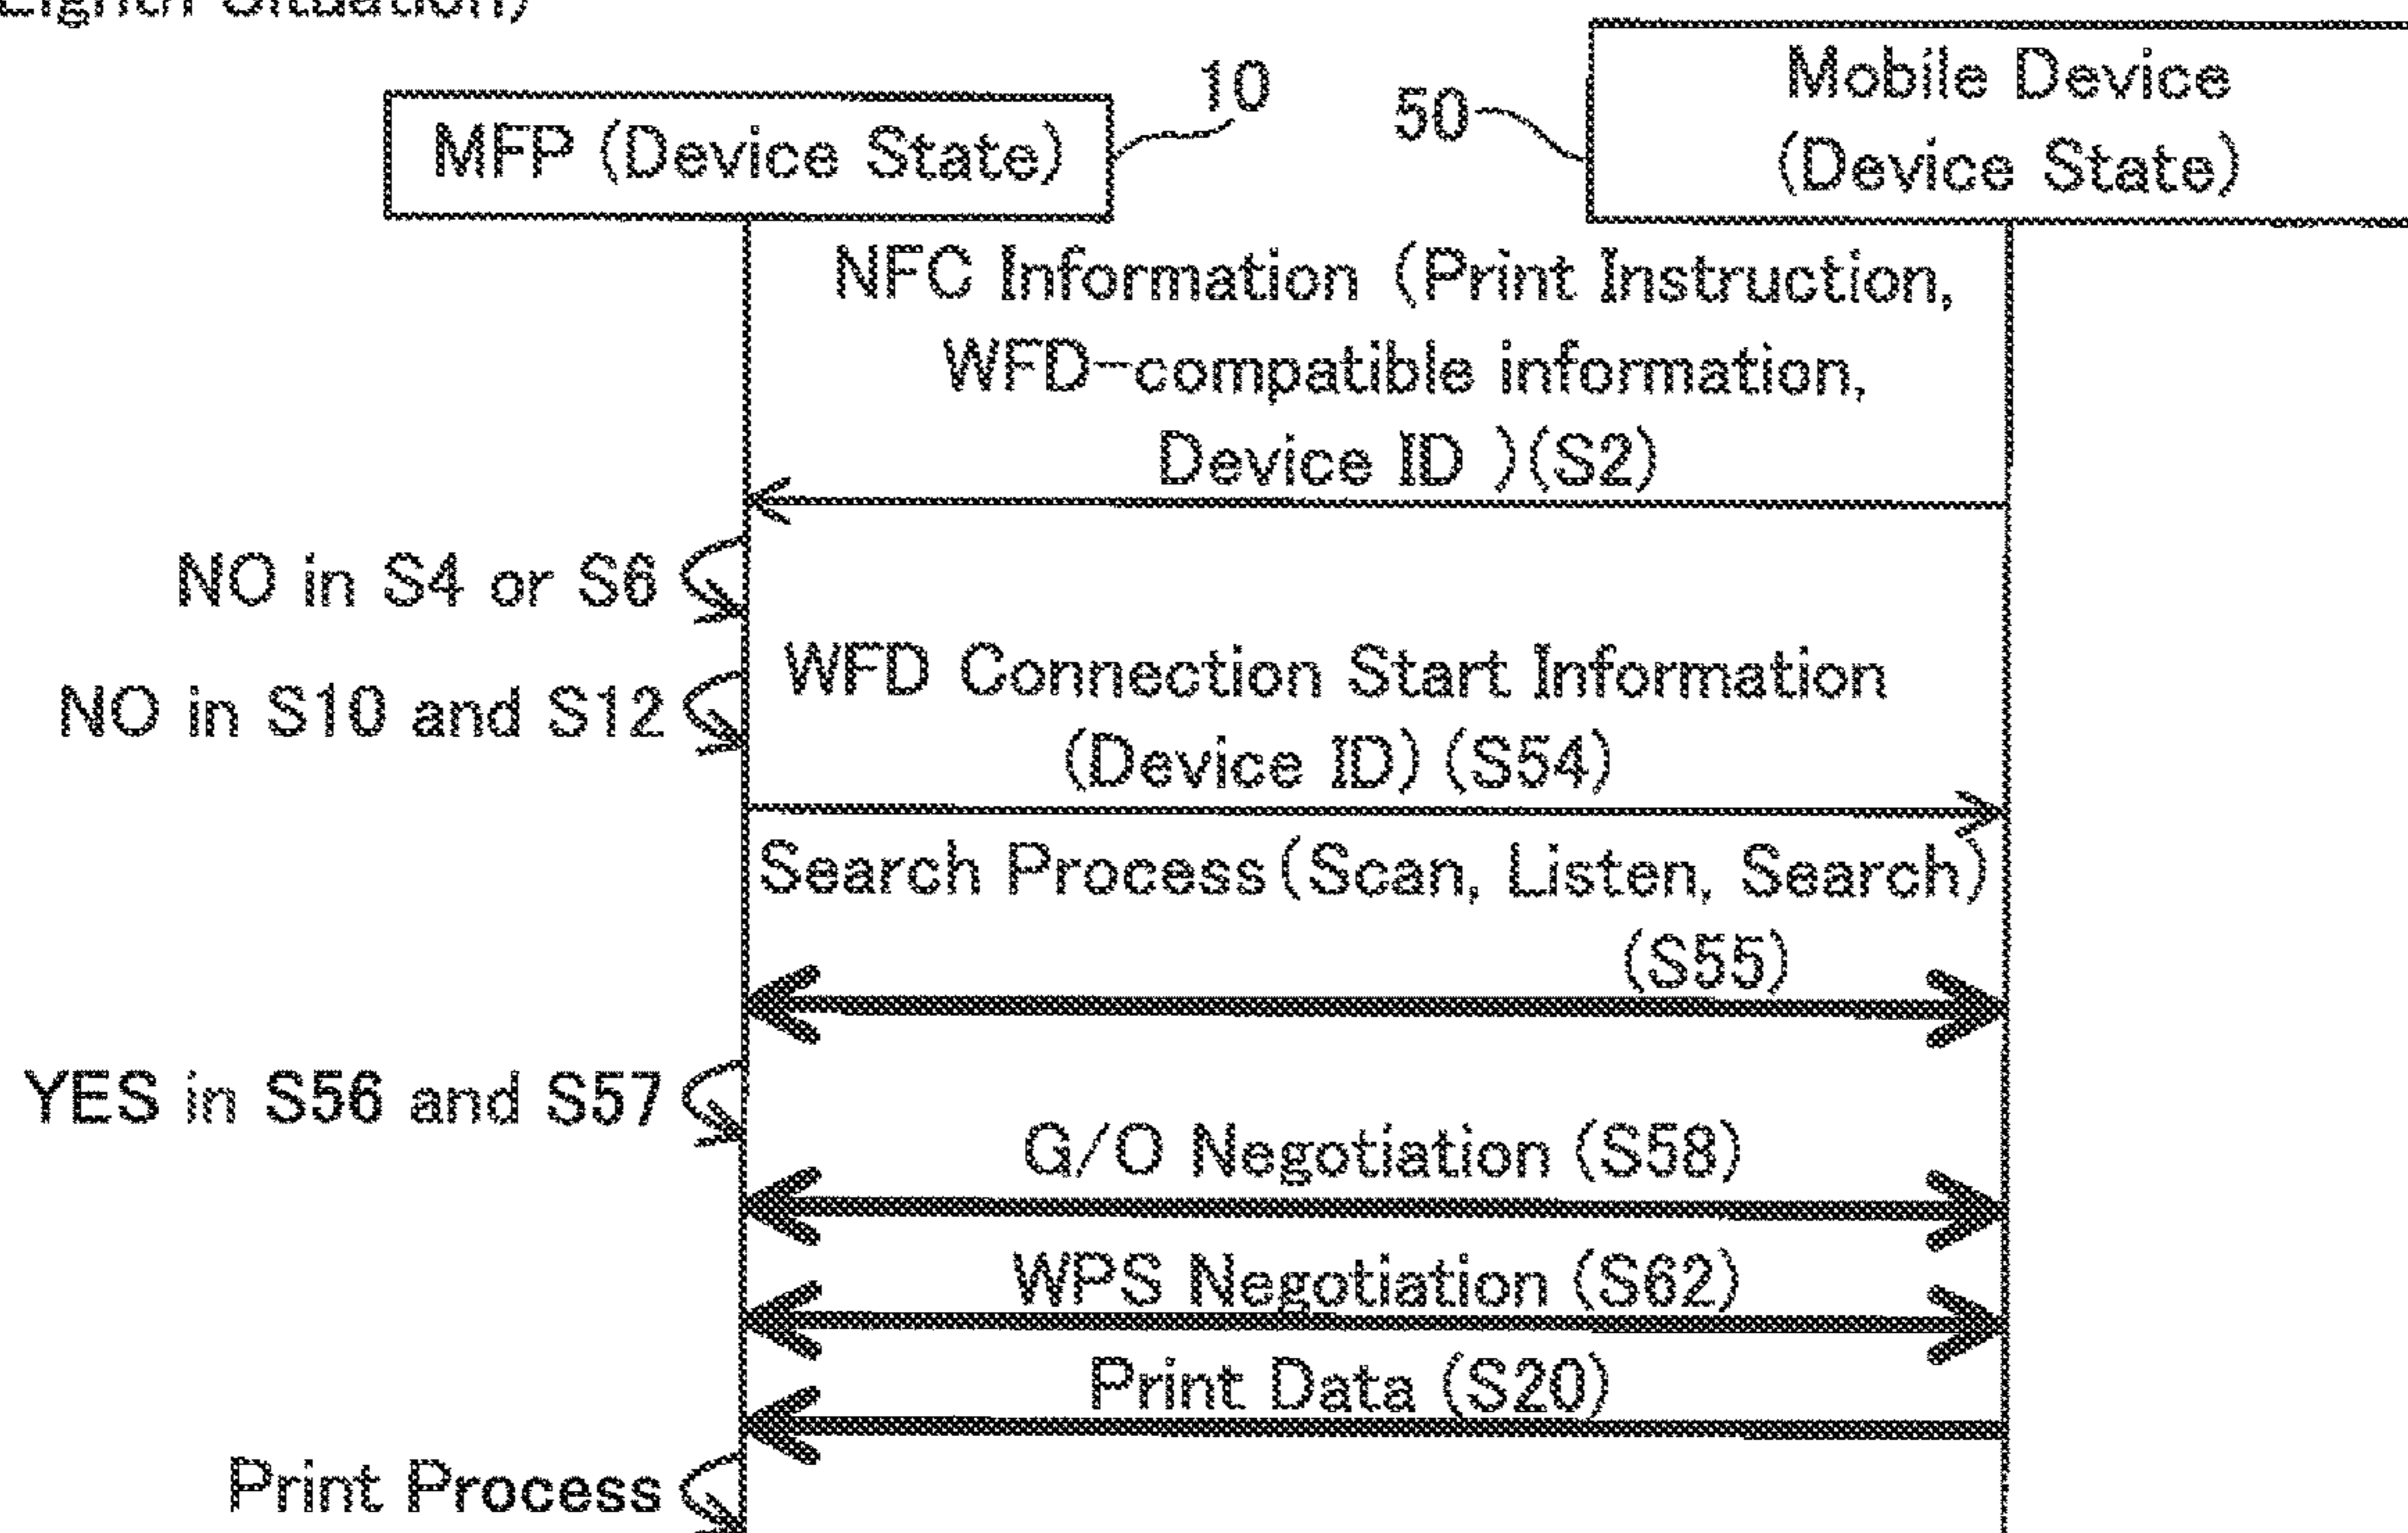 Eighth Situation)
10
50
MFP (Device State)
Mobile Device
(Device State)
NFC Information (Print Instruction,
WFD-compatible information,
Device ID )(S2)
NO in S4 or S6
NO in S10 and S12
WFD Connection Start Information
(Device ID) (S54)
Search Process(Scan, Listen, Search)
(S55)
YES in S56 and S57
G/O Negotiation (S58)
WPS Negotiation (S62)
Print Data (S20)
Print Process